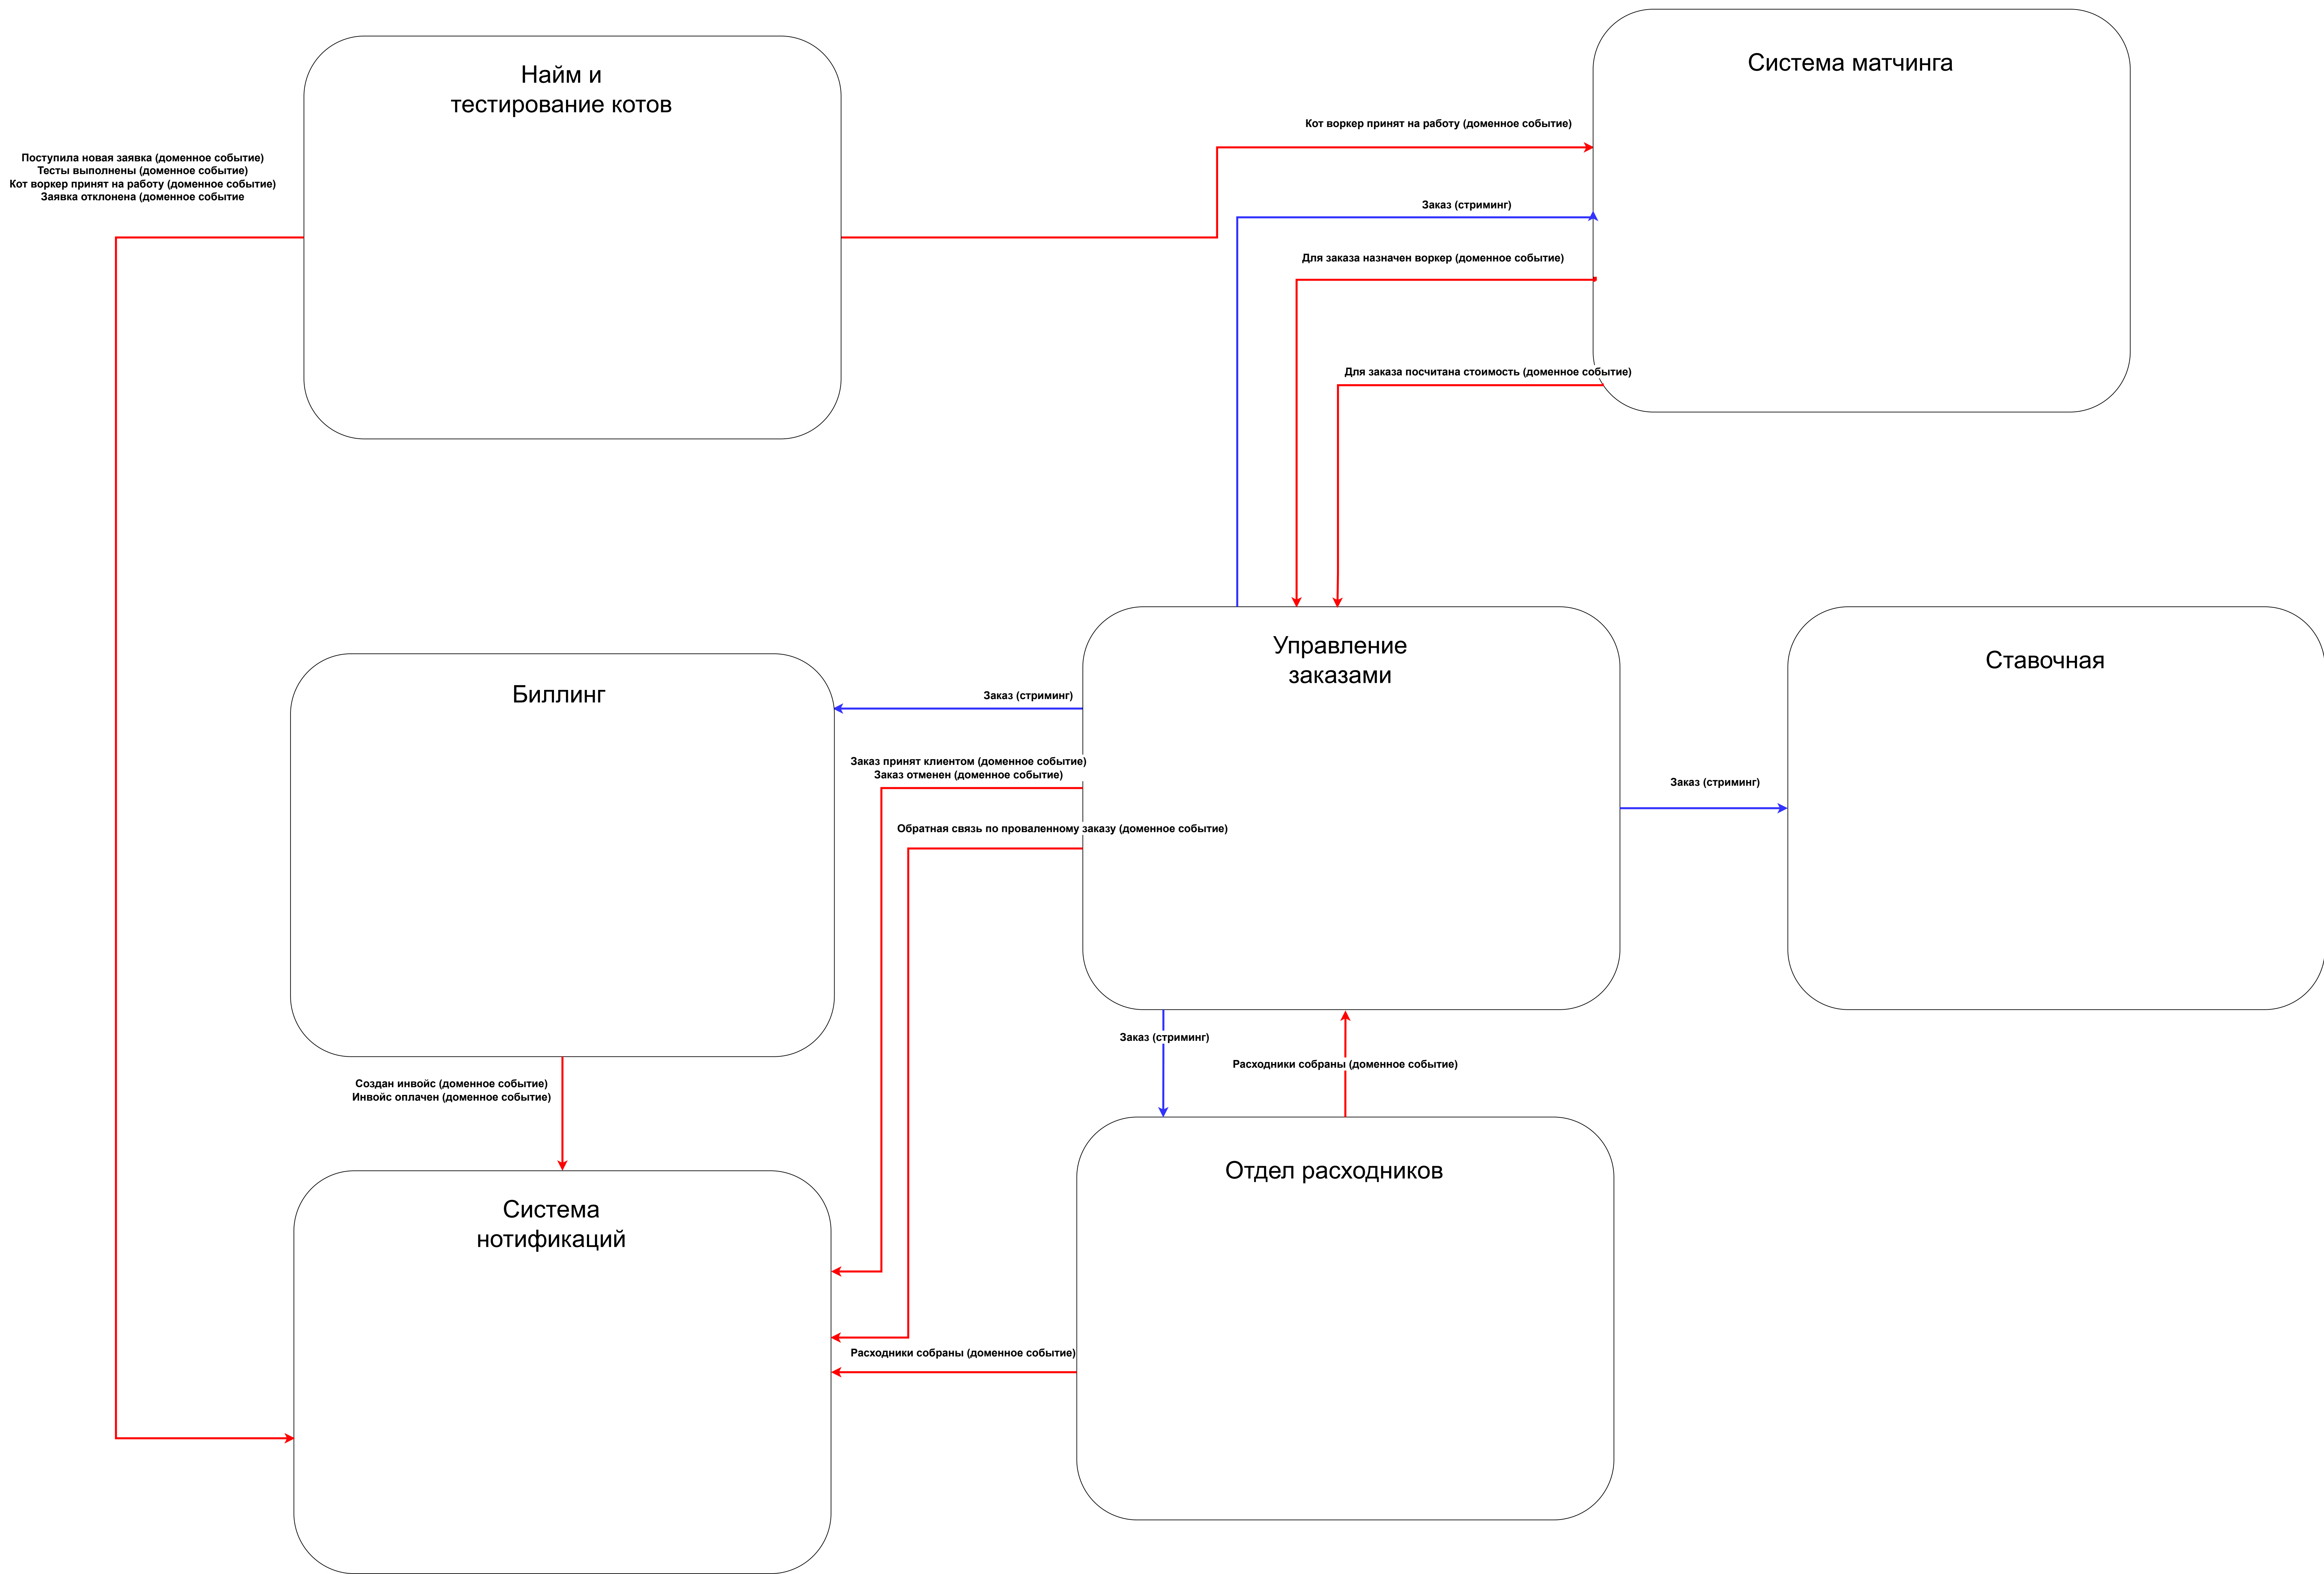 Найм и
тестирование котов
Система матчинга
Кот воркер принят на работу (доменное событие)
Поступила новая заявка (доменное событие)
Тесты выполнены (доменное событие)
Кот воркер принят на работу (доменное событие)
Заявка отклонена (доменное событие
Заказ (стриминг)
Для заказа назначен воркер (доменное событие)
Для заказа посчитана стоимость (доменное событие)
Управление
заказами
Ставочная
Биллинг
Заказ (стриминг)
Заказ принят клиентом (доменное событие)
Заказ отменен (доменное событие)
Заказ (стриминг)
Обратная связь по проваленному заказу (доменное событие)
Заказ (стриминг)
Расходники собраны (доменное событие)
Создан инвойс (доменное событие)
Инвойс оплачен (доменное событие)
Отдел расходников
Система
нотификаций
Расходники собраны (доменное событие)